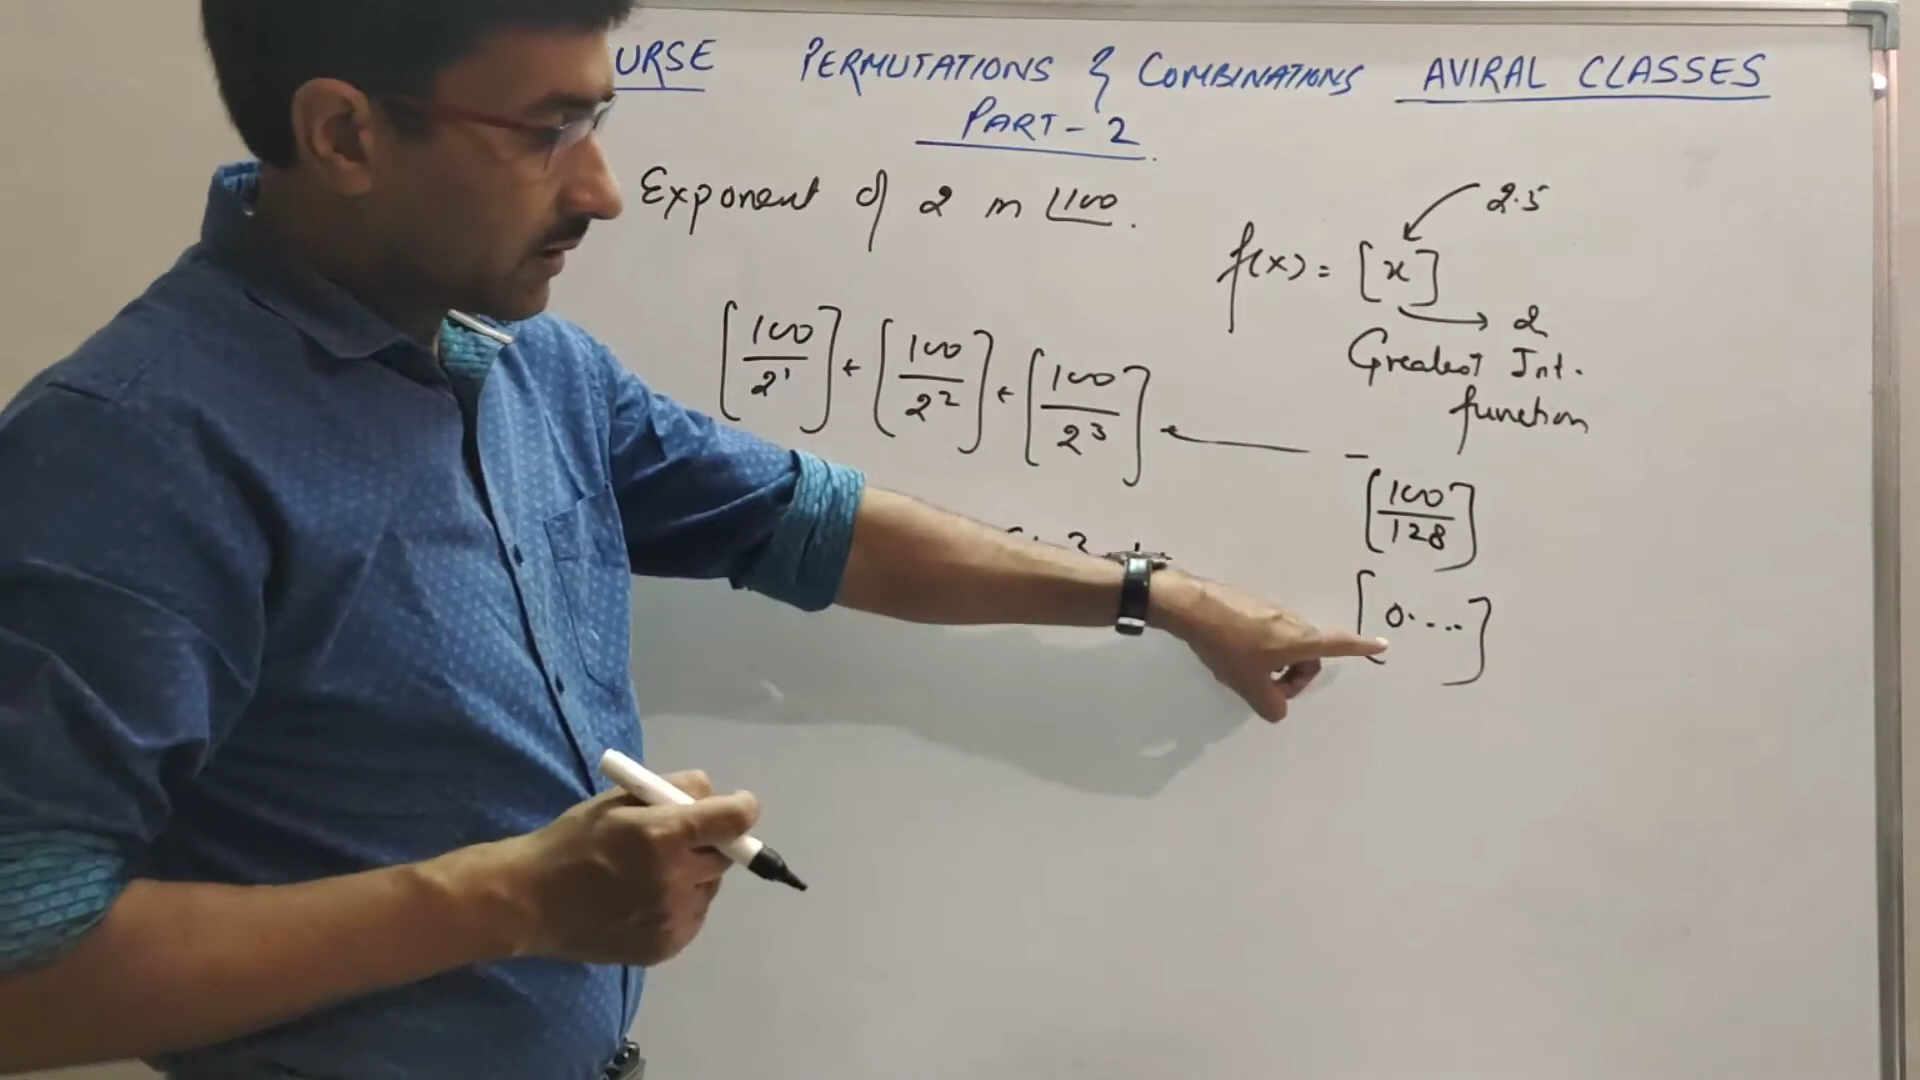 URSE PERMUTATIONS & COMBINATIONS AVIRAL CLASSES
PART - 2
Exponent of 2 in ⌊100.
2.5
f(x) = [x]
→ 2
Greatest Int.
function
[100/2¹] + [100/2²] + [100/2³] + ——— -
[100/128]
[0....]